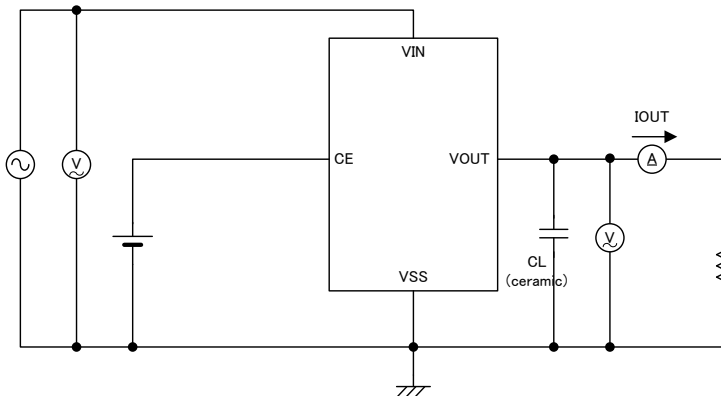 VIN
IOUT
V
CE
VOUT
A
V
CL
(ceramic)
VSS